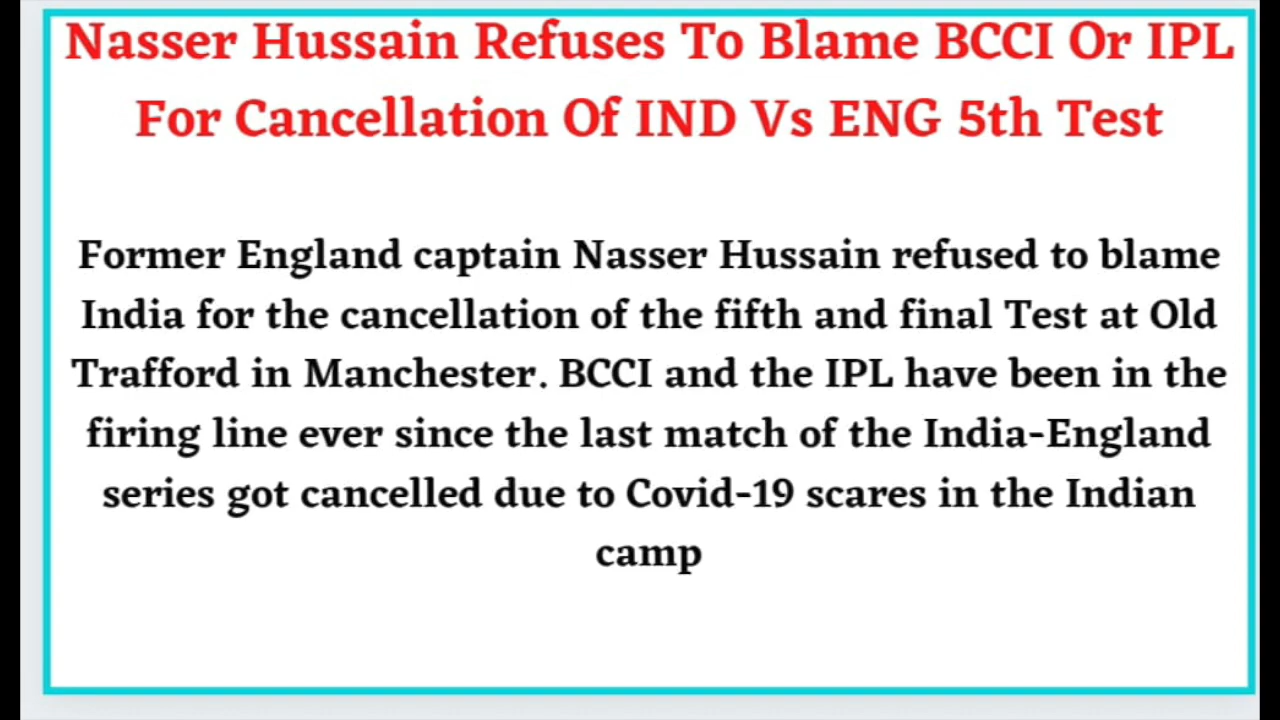 Nasser Hussain Refuses To Blame BCCI Or IPL
For Cancellation Of IND Vs ENG 5th Test
Former England captain Nasser Hussain refused to blame
India for the cancellation of the fifth and final Test at Old
Trafford in Manchester. BCCI and the IPL have been in the
firing line ever since the last match of the India-England
series got cancelled due to Covid-19 scares in the Indian
camp